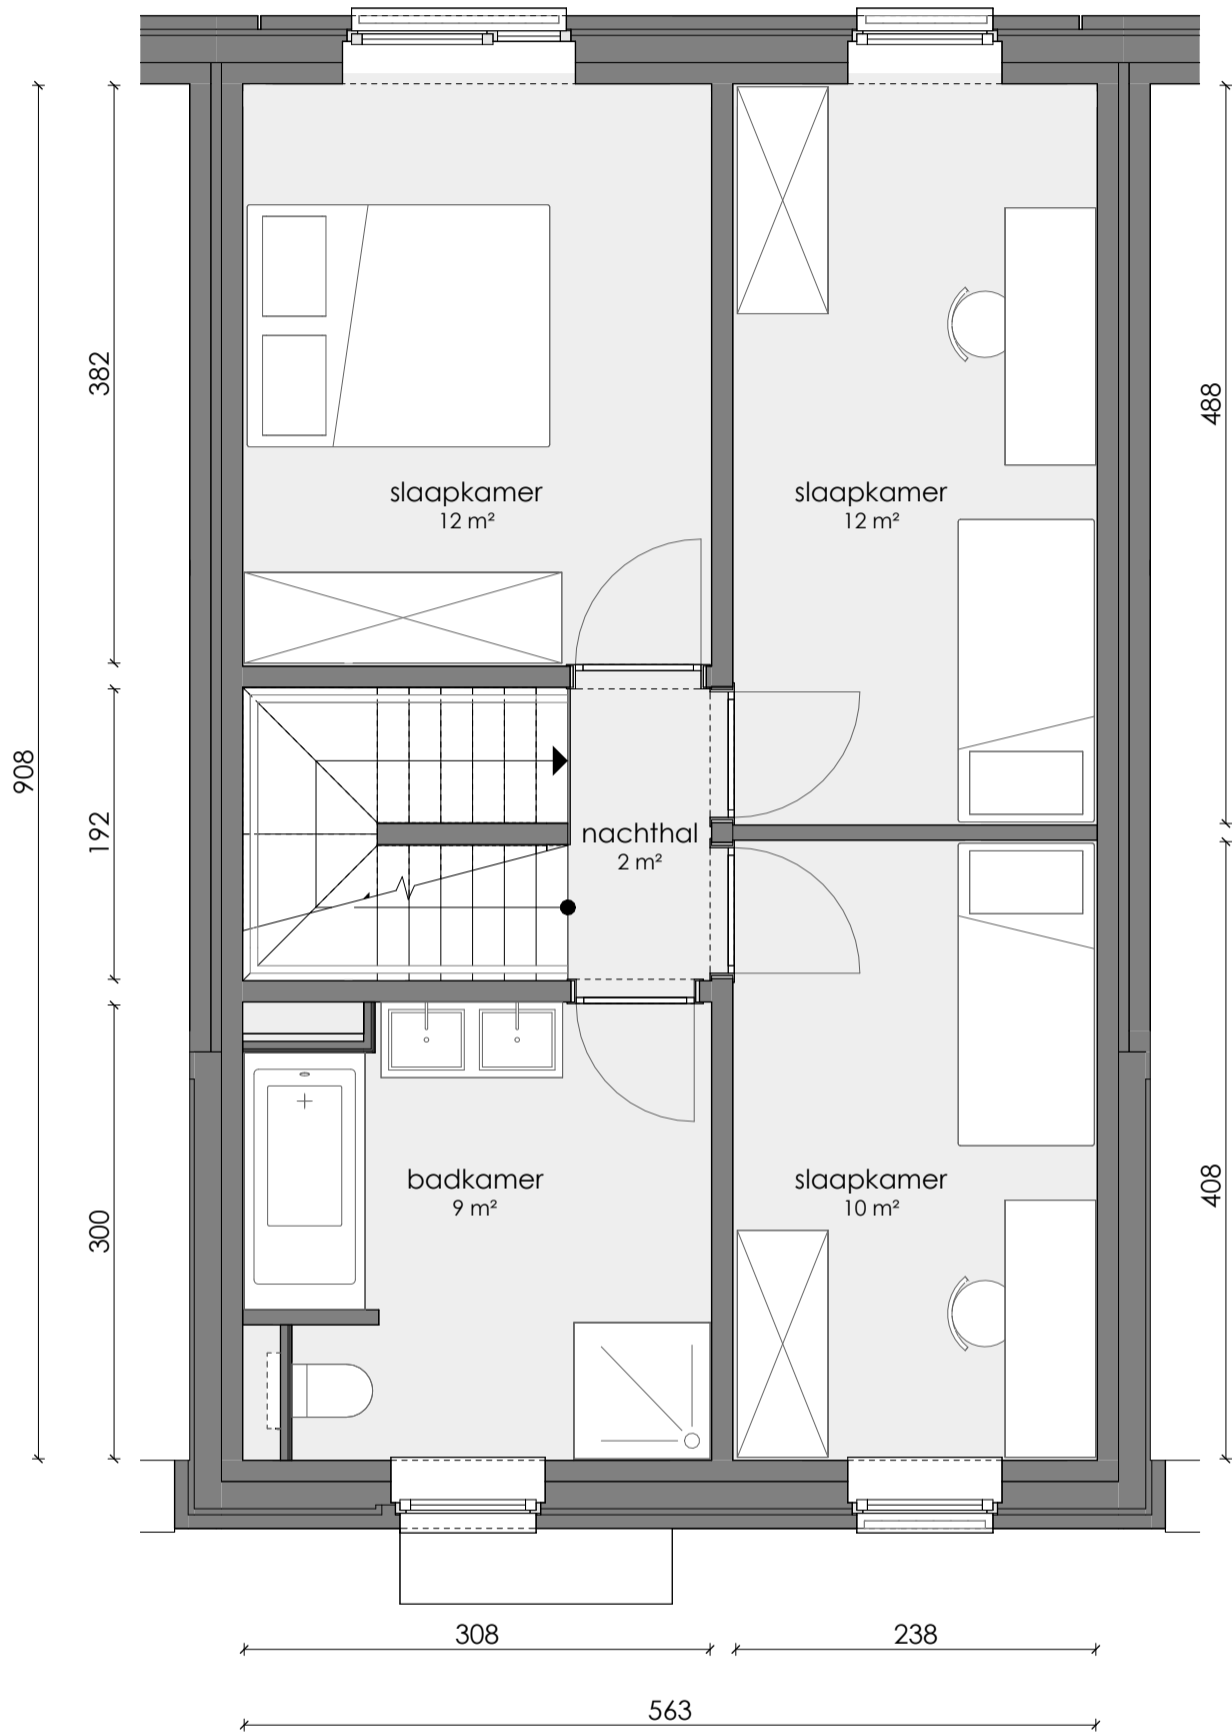 slaapkamer
12 m²
slaapkamer
12 m²
382
488
908
192
nachthal
2 m²
badkamer
9 m²
slaapkamer
10 m²
300
408
308
238
563